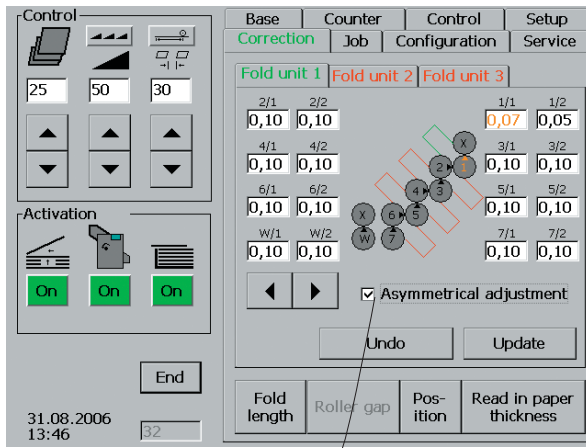 Control
25 50 30
Activation
On On On
End
31.08.2006
13:46
32
Base Counter Control Setup
Correction Job Configuration Service
Fold unit 1 Fold unit 2 Fold unit 3
2/1 2/2 1/1 1/2
0,10 0,10 0,07 0,05
4/1 4/2 3/1 3/2
0,10 0,10 0,10 0,10
6/1 6/2 5/1 5/2
0,10 0,10 0,10 0,10
W/1 W/2 7/1 7/2
0,10 0,10 0,10 0,10
X
2 1
4 3
X 6 5
W 7
Asymmetrical adjustment
Undo Update
Fold
length
Roller gap
Pos-
ition
Read in paper
thickness